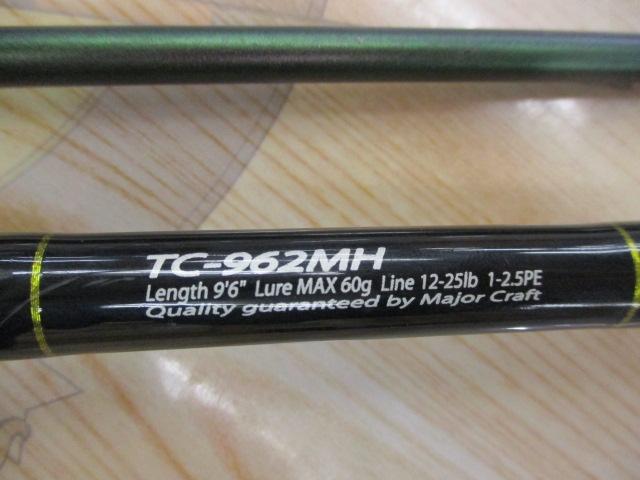 TC-962MH
Length 9'6" Lure MAX 60g Line 12-25lb 1-2.5PE
Quality guaranteed by Major Craft